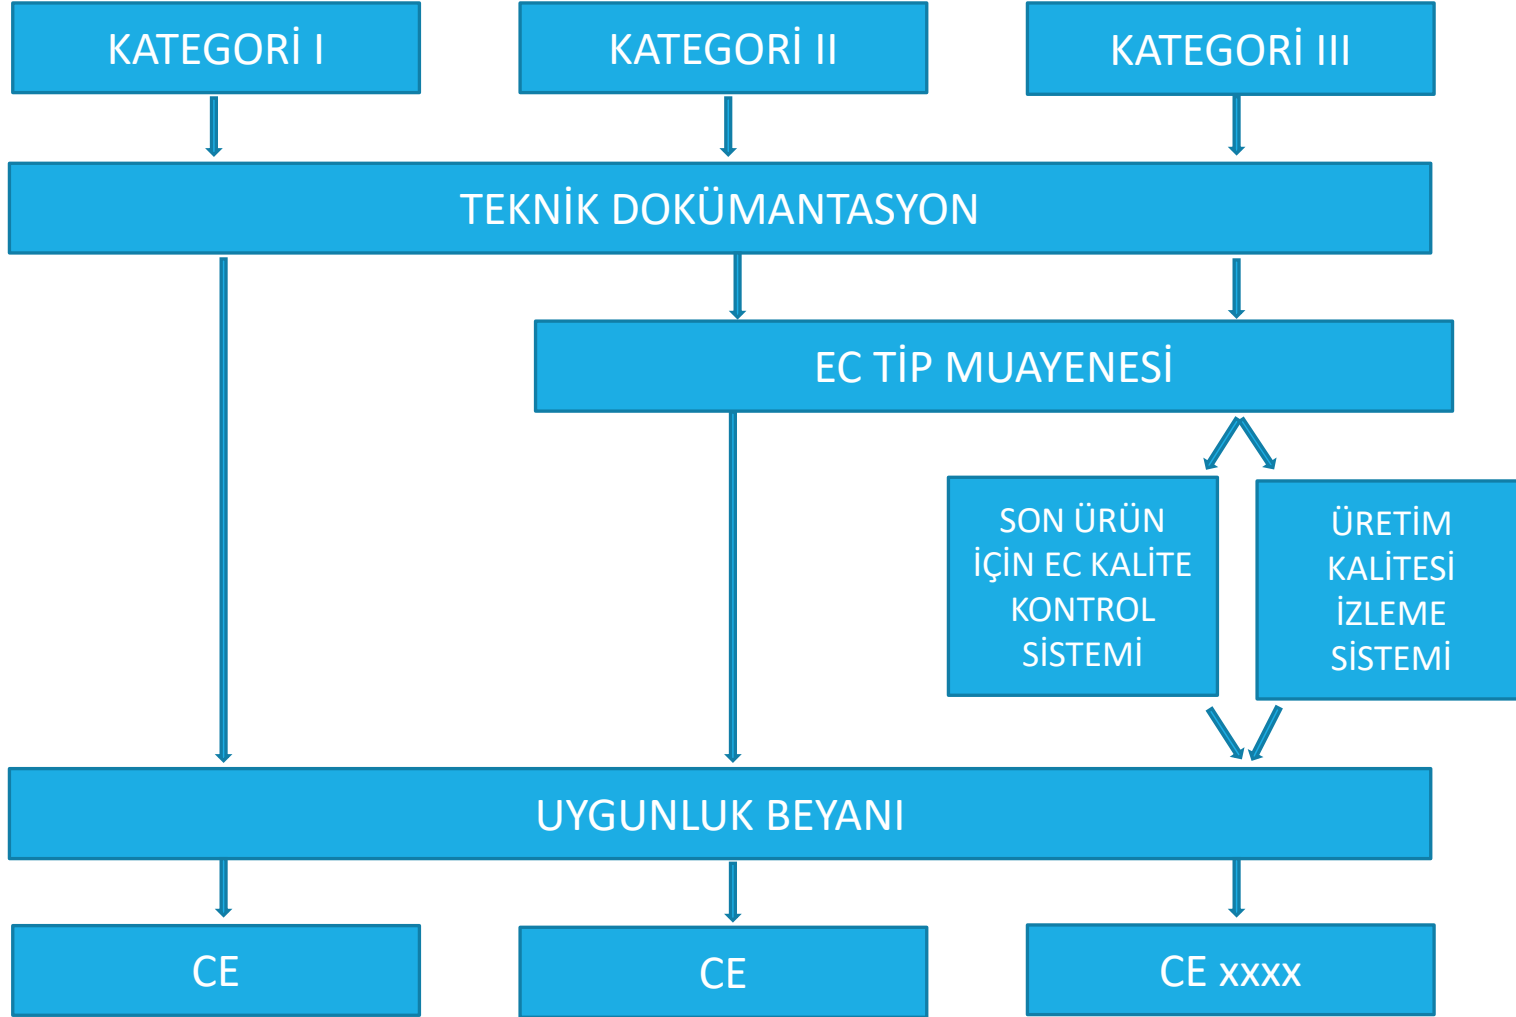 KATEGORİ I
KATEGORİ II
KATEGORİ III
TEKNİK DOKÜMANTASYON
EC TİP MUAYENESİ
SON ÜRÜN
İÇİN EC KALİTE
KONTROL
SİSTEMİ
ÜRETİM
KALİTESİ
İZLEME
SİSTEMİ
UYGUNLUK BEYANI
CE
CE
CE xxxx